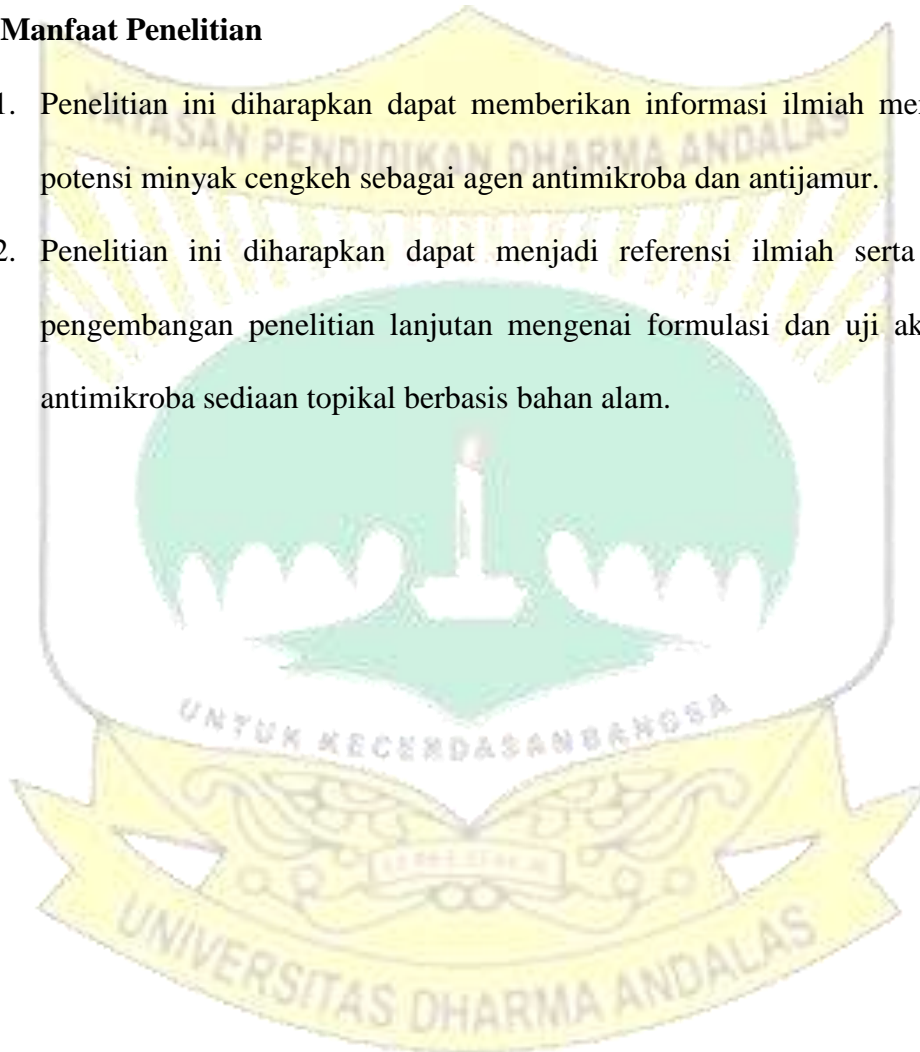 Manfaat Penelitian
1. Penelitian ini diharapkan dapat memberikan informasi ilmiah
potensi minyak cengkeh sebagai agen antimikroba dan antijamur.
2. Penelitian ini diharapkan dapat menjadi referensi ilmiah serta
pengembangan penelitian lanjutan mengenai formulasi dan uji
antimikroba sediaan topikal berbasis bahan alam.
YAYASAN PENDIDIKAN DHARMA ANDALAS
UNTUK KECERDASAN BANGSA
UNIVERSITAS DHARMA ANDALAS